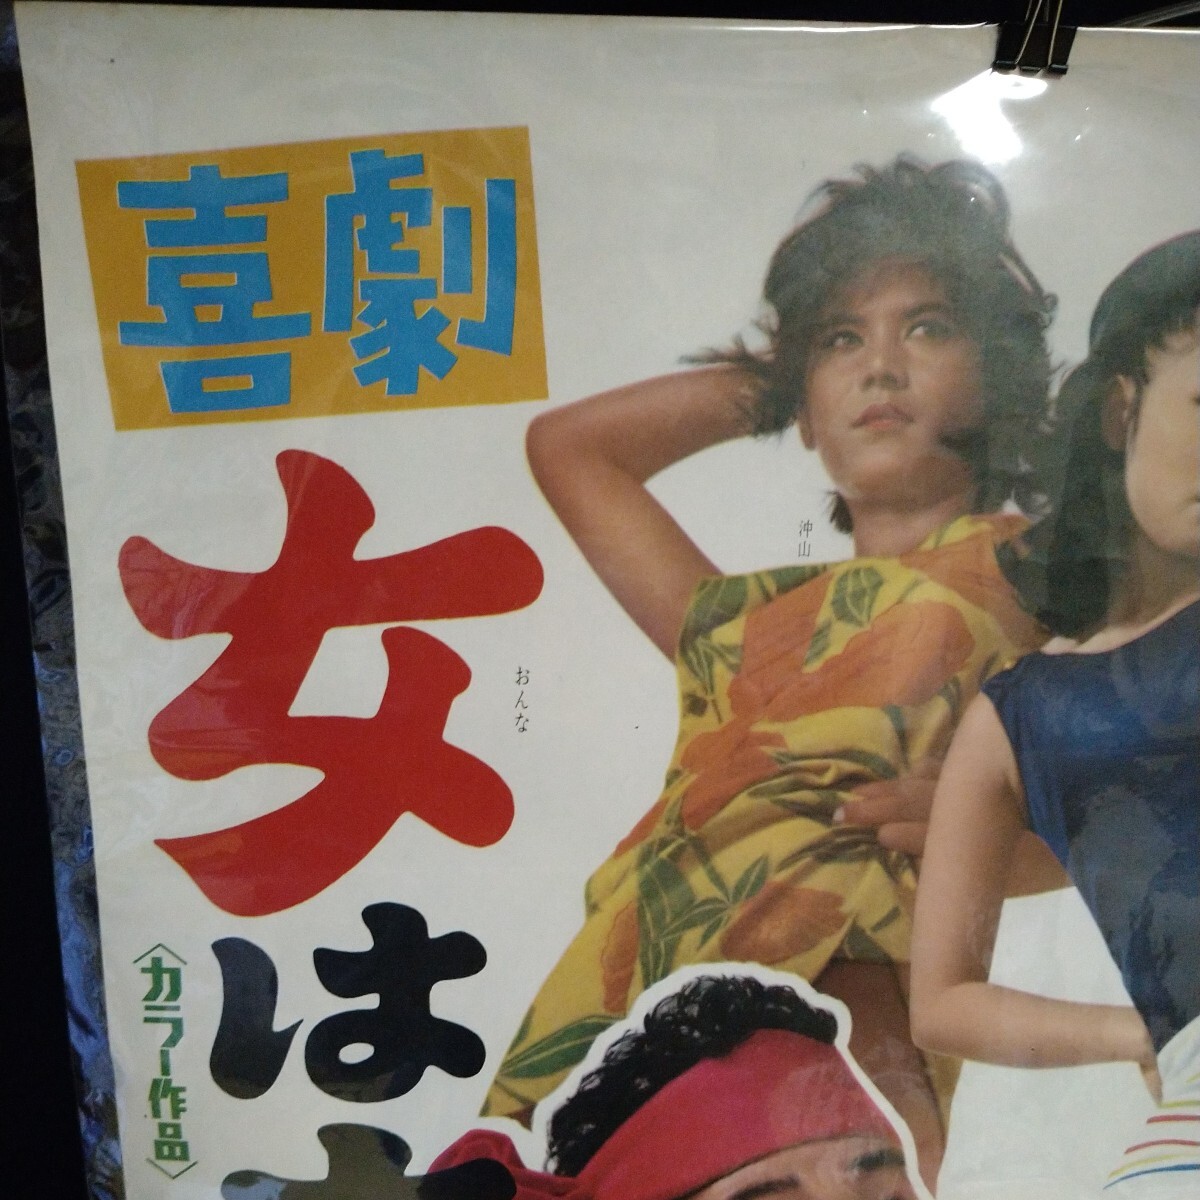 喜劇
女は
おんな
〈カラー作品〉
沖山